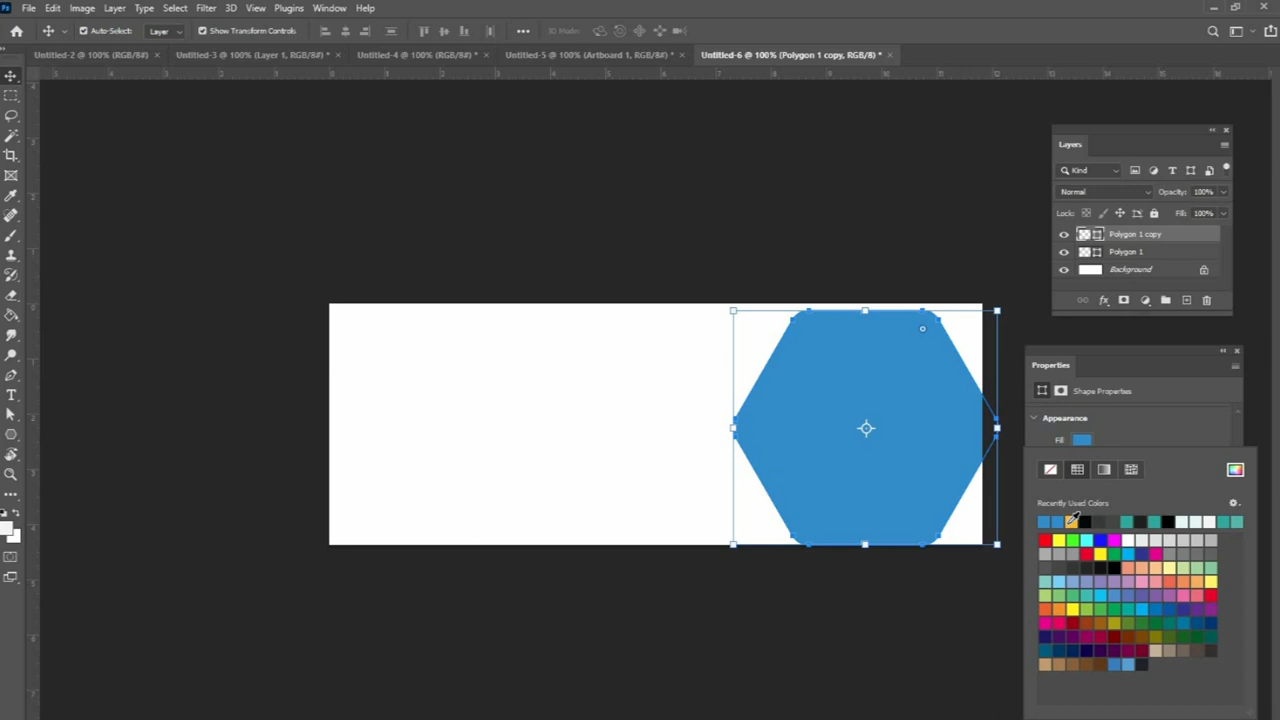 Ps File Edit Image Layer Type Select Filter 3D View Plugins Window Help
Auto-Select: Layer Show Transform Controls ••• 3D Mode:
Untitled-2 @ 100% (RGB/8#) × Untitled-3 @ 100% (Layer 1, RGB/8#) * × Untitled-4 @ 100% (RGB/8#) * × Untitled-5 @ 100% (Artboard 1, RGB/8#) * × Untitled-6 @ 100% (Polygon 1 copy, RGB/8) * ×
Layers
Kind
Normal Opacity: 100%
Lock: Fill: 100%
Polygon 1 copy
Polygon 1
Background
Properties
Shape Properties
Appearance
Fill
Recently Used Colors